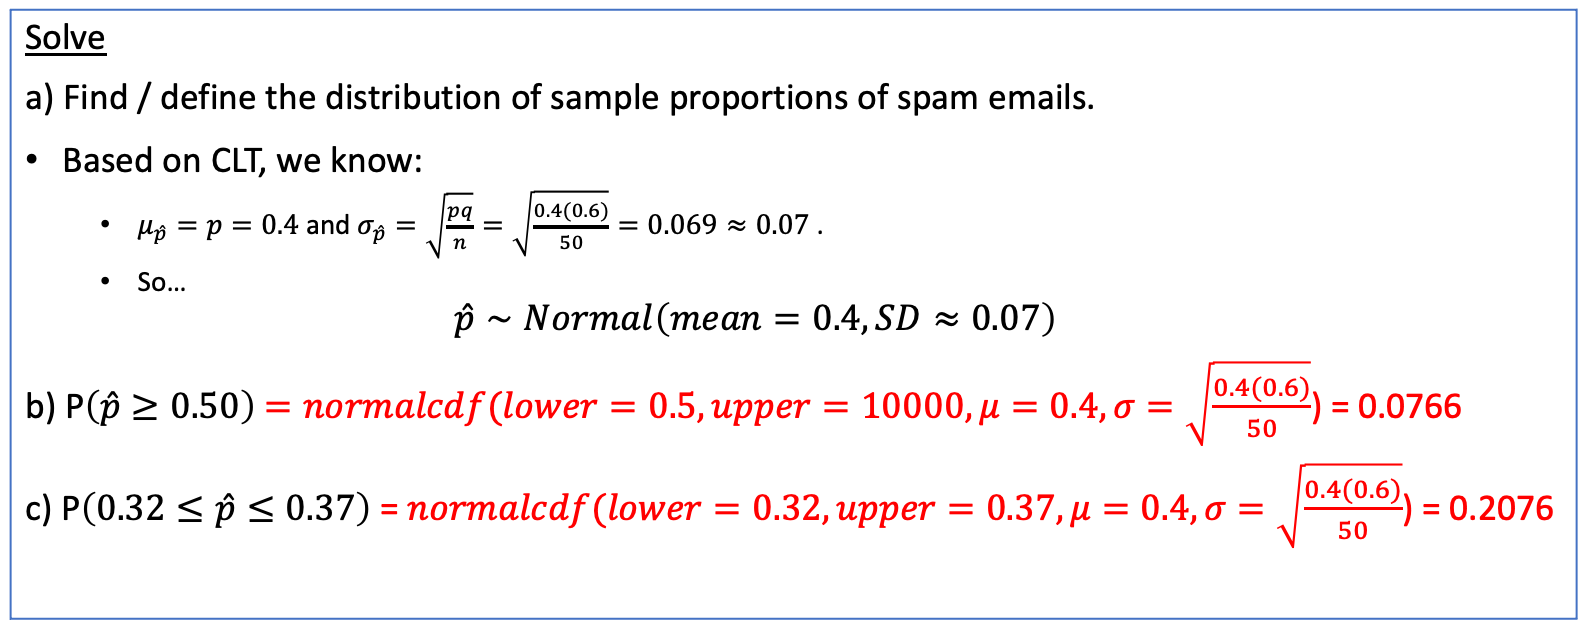 Solve
a) Find / define the distribution of sample proportions of spam emails.
• Based on CLT, we know:
• μ_p̂ = p = 0.4 and σ_p̂ = √(pq/n) = √(0.4(0.6)/50) = 0.069 ≈ 0.07 .
• So...
p̂ ~ Normal(mean = 0.4, SD ≈ 0.07)
b) P(p̂ ≥ 0.50) = normalcdf(lower = 0.5, upper = 10000, μ = 0.4, σ = √(0.4(0.6)/50)) = 0.0766
c) P(0.32 ≤ p̂ ≤ 0.37) = normalcdf(lower = 0.32, upper = 0.37, μ = 0.4, σ = √(0.4(0.6)/50)) = 0.2076